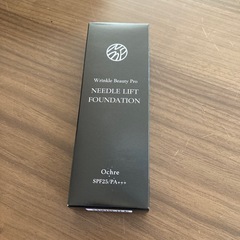 Wrinkle Beauty Pro
NEEDLE LIFT
FOUNDATION
Ochre
SPF25/PA+++